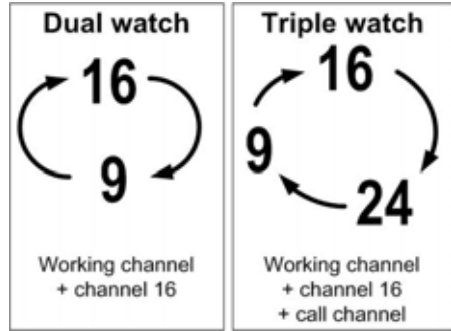 Dual watch
16
9
Working channel
+ channel 16
Triple watch
16
9
24
Working channel
+ channel 16
+ call channel